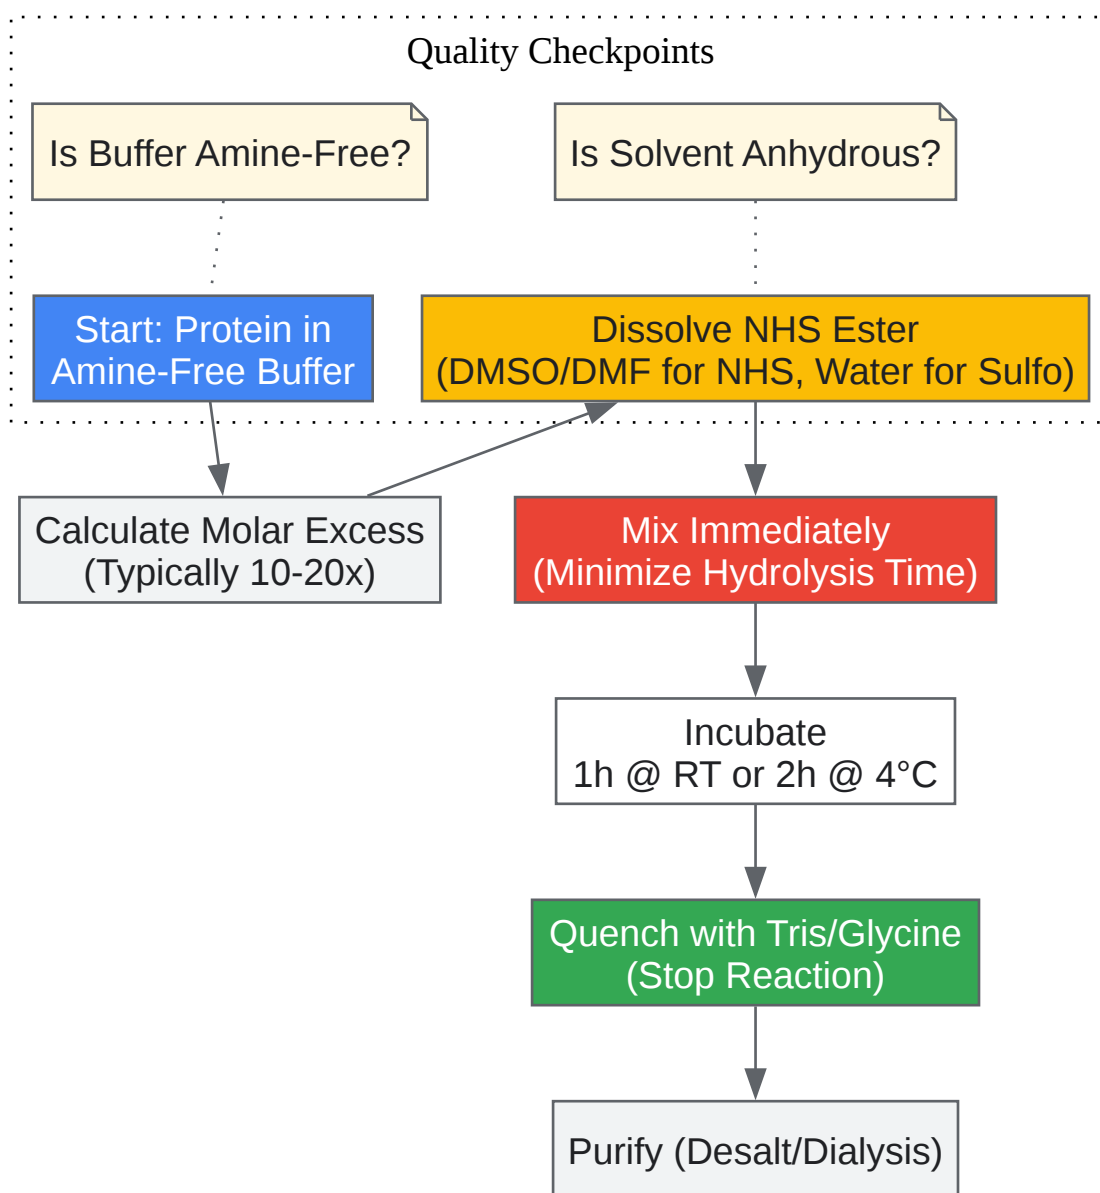 Quality Checkpoints
Is Buffer Amine-Free?
Is Solvent Anhydrous?
Start: Protein in
Amine-Free Buffer
Dissolve NHS Ester
(DMSO/DMF for NHS, Water for Sulfo)
Calculate Molar Excess
(Typically 10-20x)
Mix Immediately
(Minimize Hydrolysis Time)
Incubate
1h @ RT or 2h @ 4°C
Quench with Tris/Glycine
(Stop Reaction)
Purify (Desalt/Dialysis)